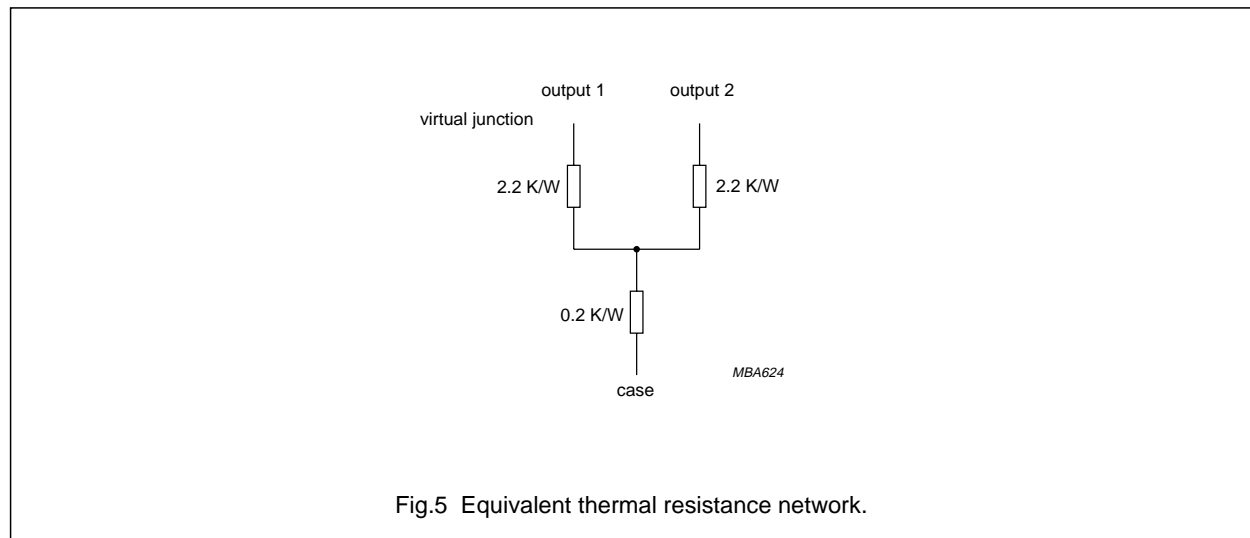 output 1 output 2
virtual junction
2.2 K/W 2.2 K/W
0.2 K/W
MBA624
case
Fig.5 Equivalent thermal resistance network.